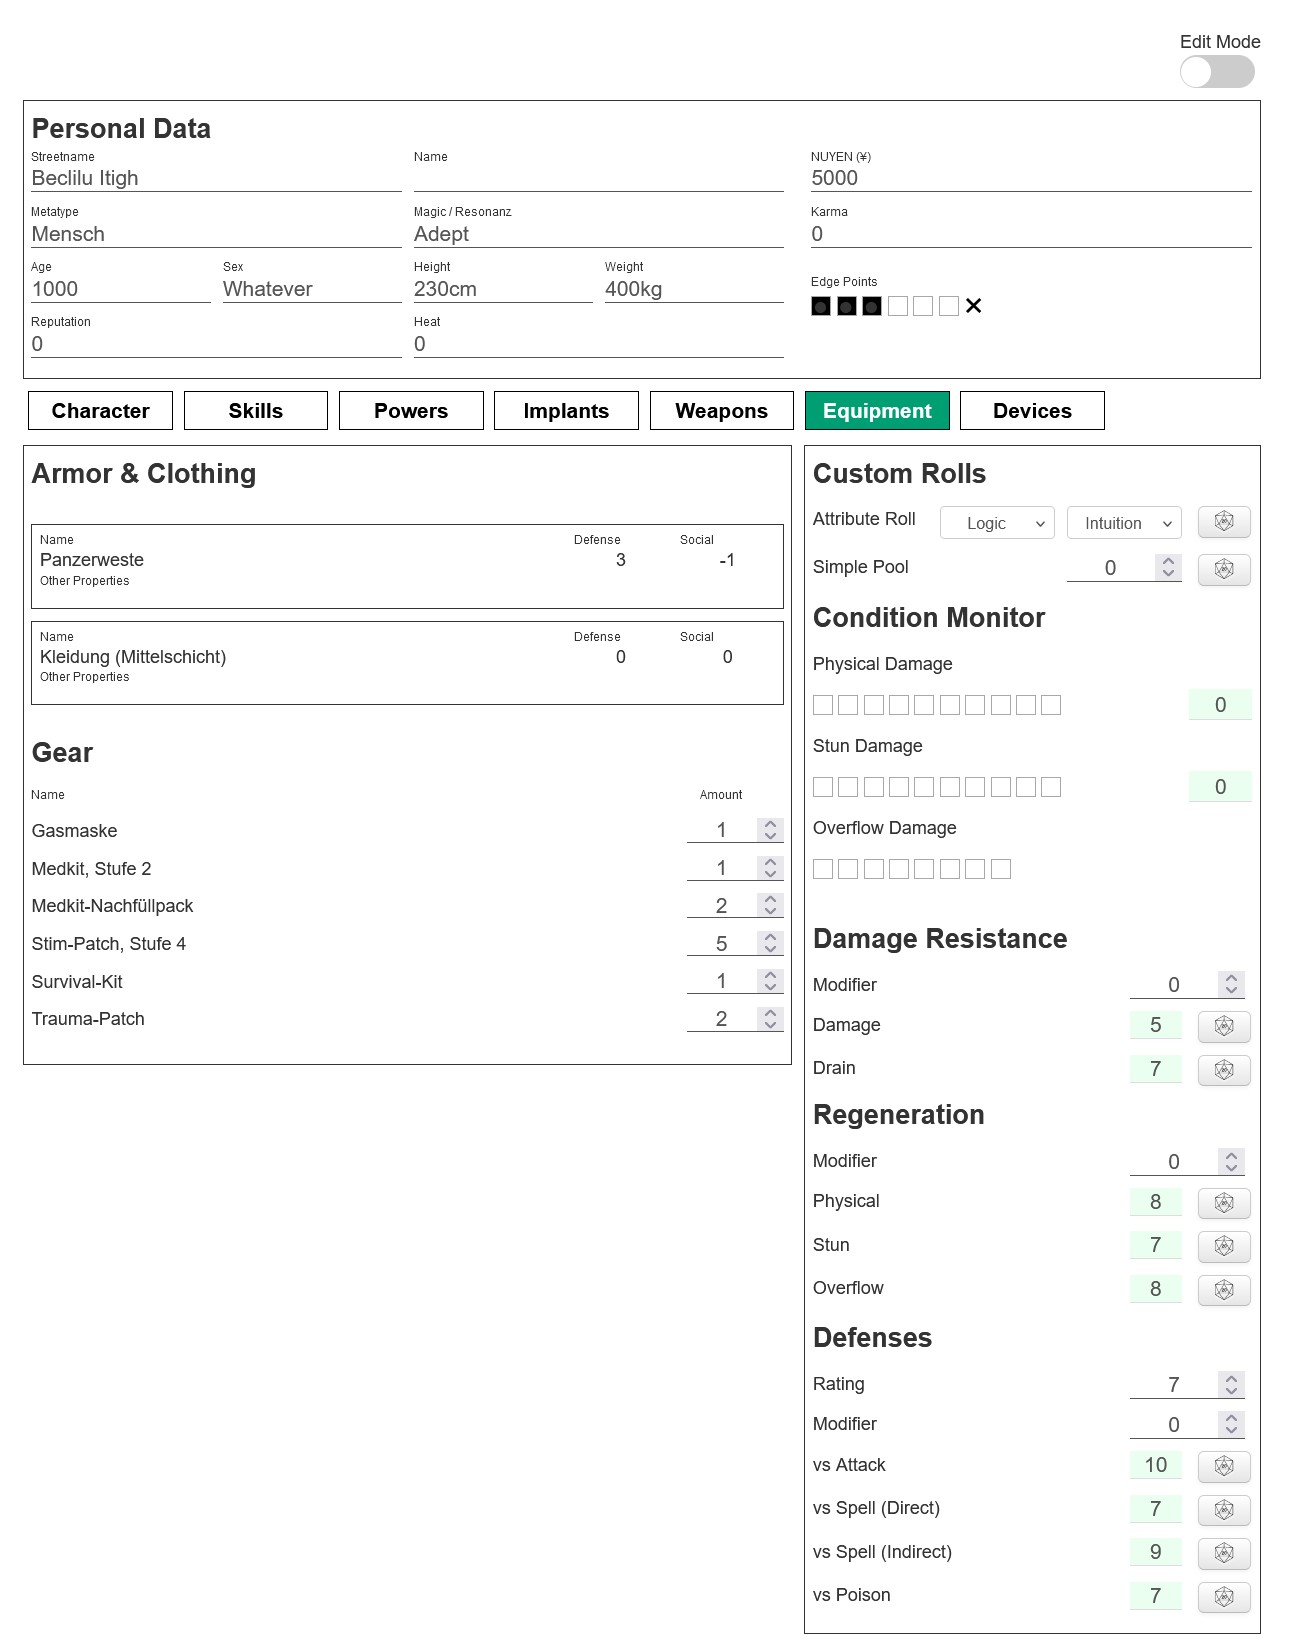 Edit Mode
Personal Data
Streetname Name NUYEN (¥)
Beclilu Itigh 5000
Metatype Magic / Resonanz Karma
Mensch Adept 0
Age Sex Height Weight
1000 Whatever 230cm 400kg
Edge Points
Reputation Heat
0 0
Character Skills Powers Implants Weapons Equipment Devices
Armor & Clothing
Name Defense Social
Panzerweste 3 -1
Other Properties
Name Defense Social
Kleidung (Mittelschicht) 0 0
Other Properties
Gear
Name Amount
Gasmaske 1
Medkit, Stufe 2 1
Medkit-Nachfüllpack 2
Stim-Patch, Stufe 4 5
Survival-Kit 1
Trauma-Patch 2
Custom Rolls
Attribute Roll Logic Intuition
Simple Pool 0
Condition Monitor
Physical Damage
0
Stun Damage
0
Overflow Damage
Damage Resistance
Modifier 0
Damage 5
Drain 7
Regeneration
Modifier 0
Physical 8
Stun 7
Overflow 8
Defenses
Rating 7
Modifier 0
vs Attack 10
vs Spell (Direct) 7
vs Spell (Indirect) 9
vs Poison 7